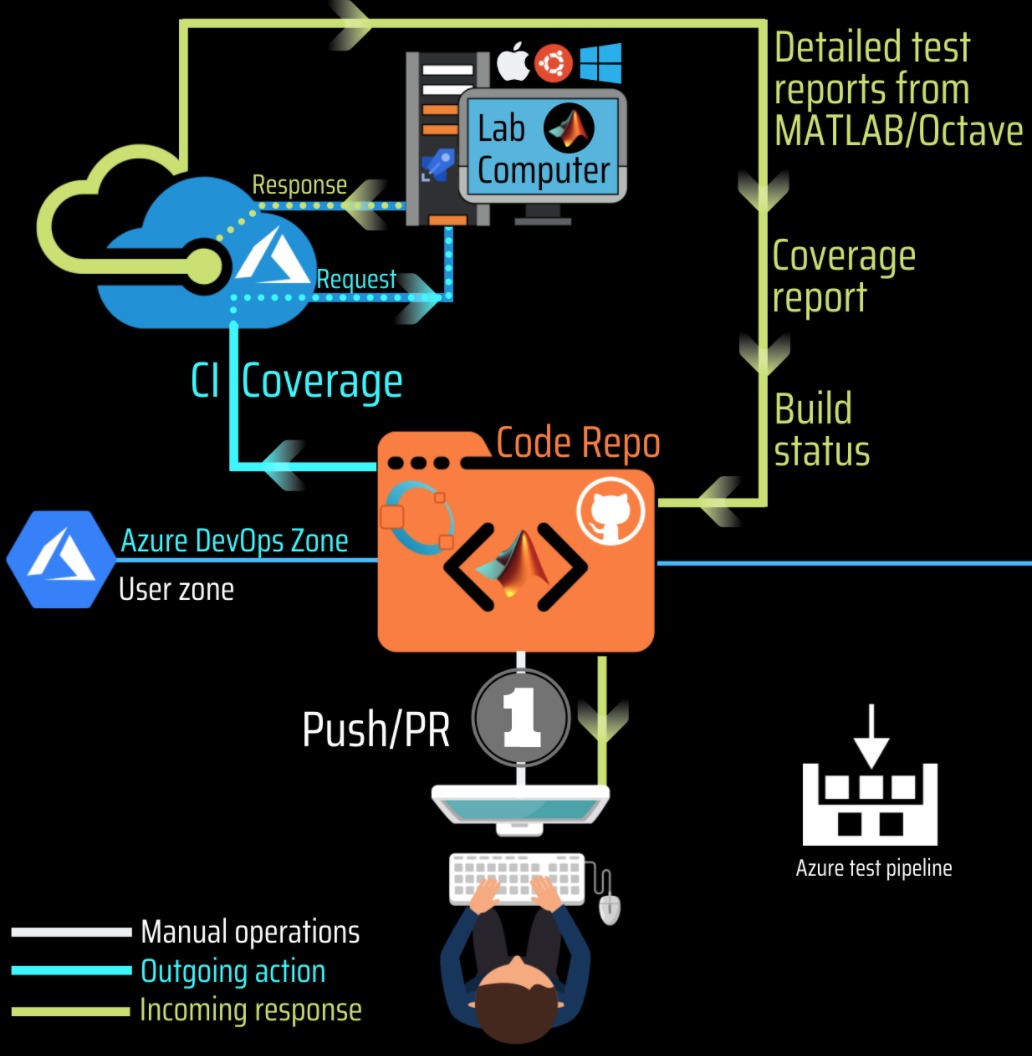 Detailed test
reports from
MATLAB/Octave
Lab
Computer
Response
Request
Coverage
report
CI Coverage
Build
status
Code Repo
Azure DevOps Zone
User zone
Push/PR
1
Azure test pipeline
Manual operations
Outgoing action
Incoming response